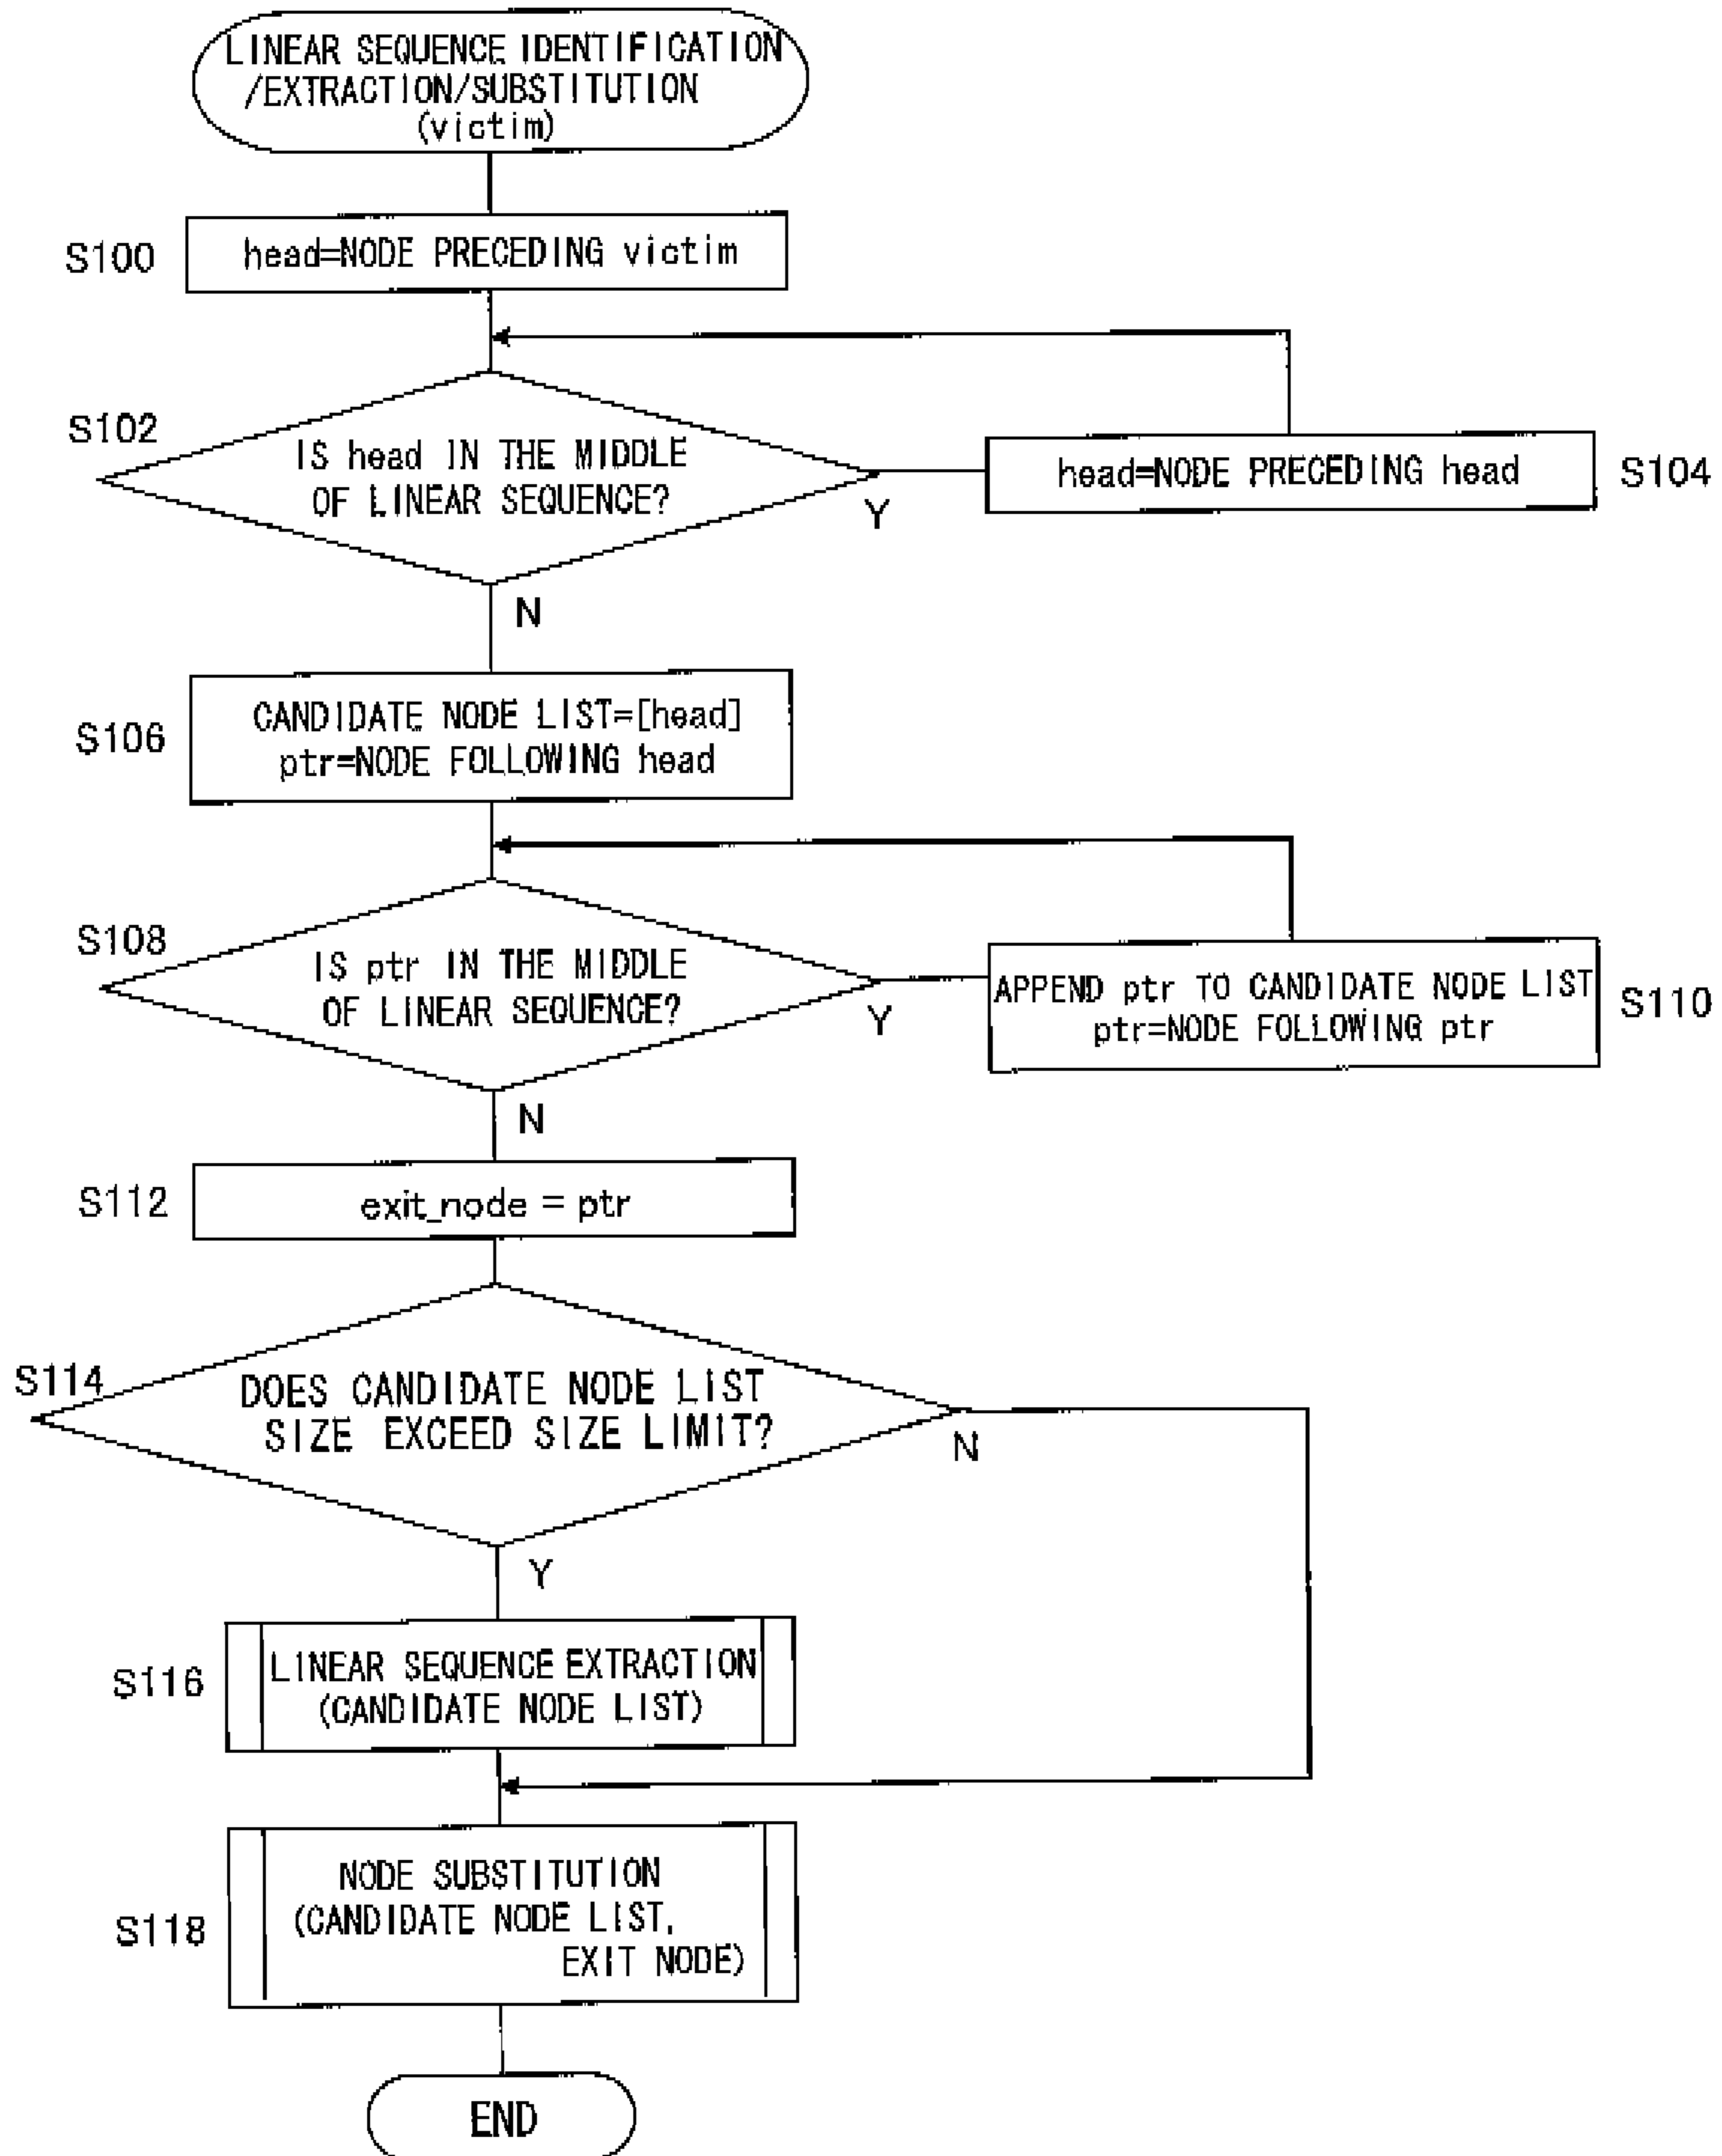 LINEAR SEQUENCE IDENTIFICATION
/EXTRACTION/SUBSTITUTION
(victim)
S100
head=NODE PRECEDING victim
S102
IS head IN THE MIDDLE
OF LINEAR SEQUENCE?
Y
head=NODE PRECEDING head
S104
N
S106
CANDIDATE NODE LIST=[head]
ptr=NODE FOLLOWING head
S108
IS ptr IN THE MIDDLE
OF LINEAR SEQUENCE?
Y
APPEND ptr TO CANDIDATE NODE LIST
ptr=NODE FOLLOWING ptr
S110
N
S112
exit_node = ptr
S114
DOES CANDIDATE NODE LIST
SIZE EXCEED SIZE LIMIT?
N
Y
S116
LINEAR SEQUENCE EXTRACTION
(CANDIDATE NODE LIST)
S118
NODE SUBSTITUTION
(CANDIDATE NODE LIST,
EXIT NODE)
END